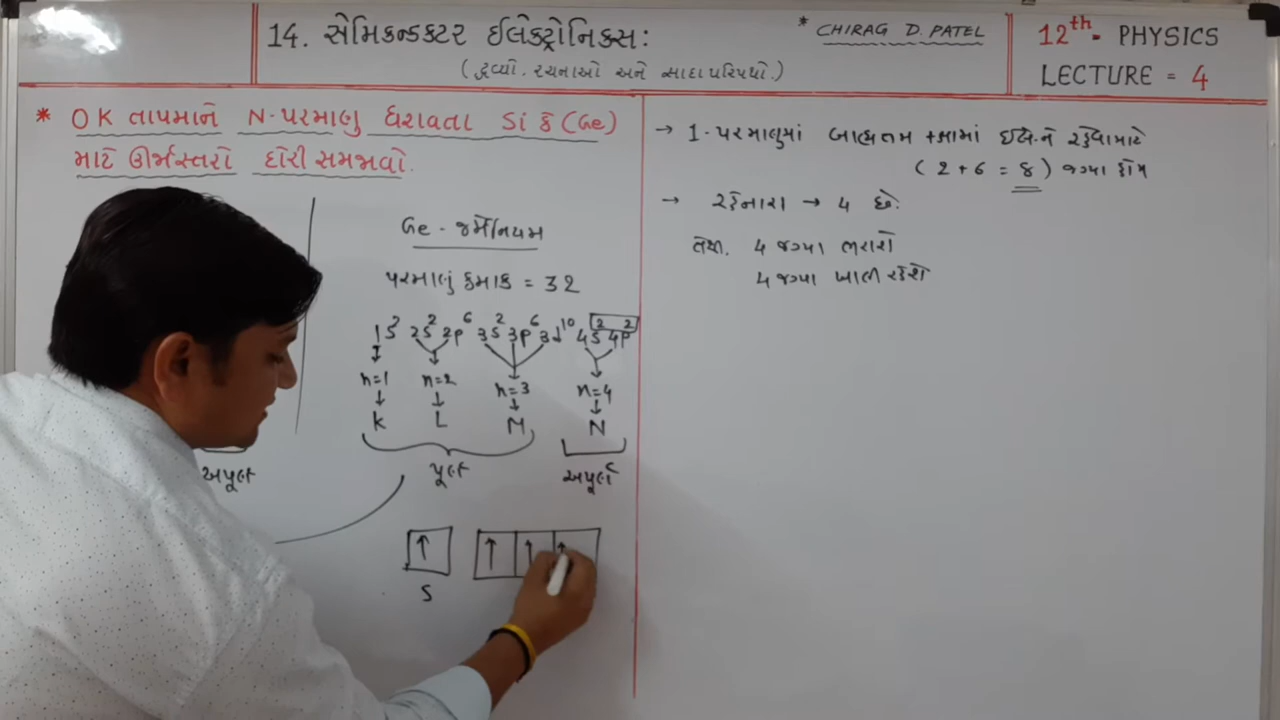 14. સેમિકન્ડક્ટર ઈલેક્ટ્રોનિક્સ:
(દ્રવ્યો. રચનાઓ અને સાદા પરિપથો.)
* CHIRAG D. PATEL
12th - PHYSICS
LECTURE = 4
* 0K તાપમાને N-પરમાણુ ધરાવતા Si કે (Ge)
માટે ઊર્જાસ્તરો દોરી સમજાવો.
Ge - જર્મેનિયમ
પરમાણું ક્રમાંક = 32
1s² 2s² 2p⁶ 3s² 3p⁶ 3d¹⁰ 4s² 4p²
n=1 n=2 n=3 n=4
K L M N
અપૂર્ણ પૂર્ણ અપૂર્ણ
↑ ↑ ↑ ↑
S
→ 1-પરમાણુમાં બાહ્યતમ કક્ષામાં ઈલે.ને રહેવા માટે
(2+6 = 8) જગ્યા હોય
→ રહેનારા → 4 છે.
તેથી. 4 જગ્યા ભરાશે
4 જગ્યા ખાલી રહેશે